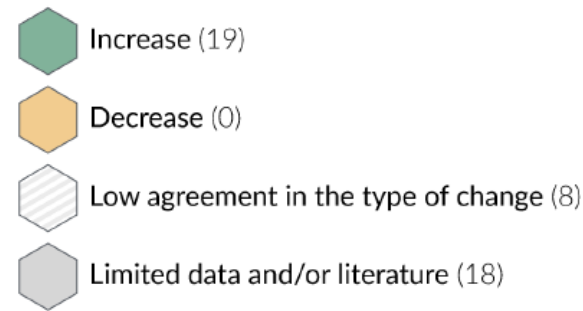 Increase (19)
Decrease (0)
Low agreement in the type of change (8)
Limited data and/or literature (18)